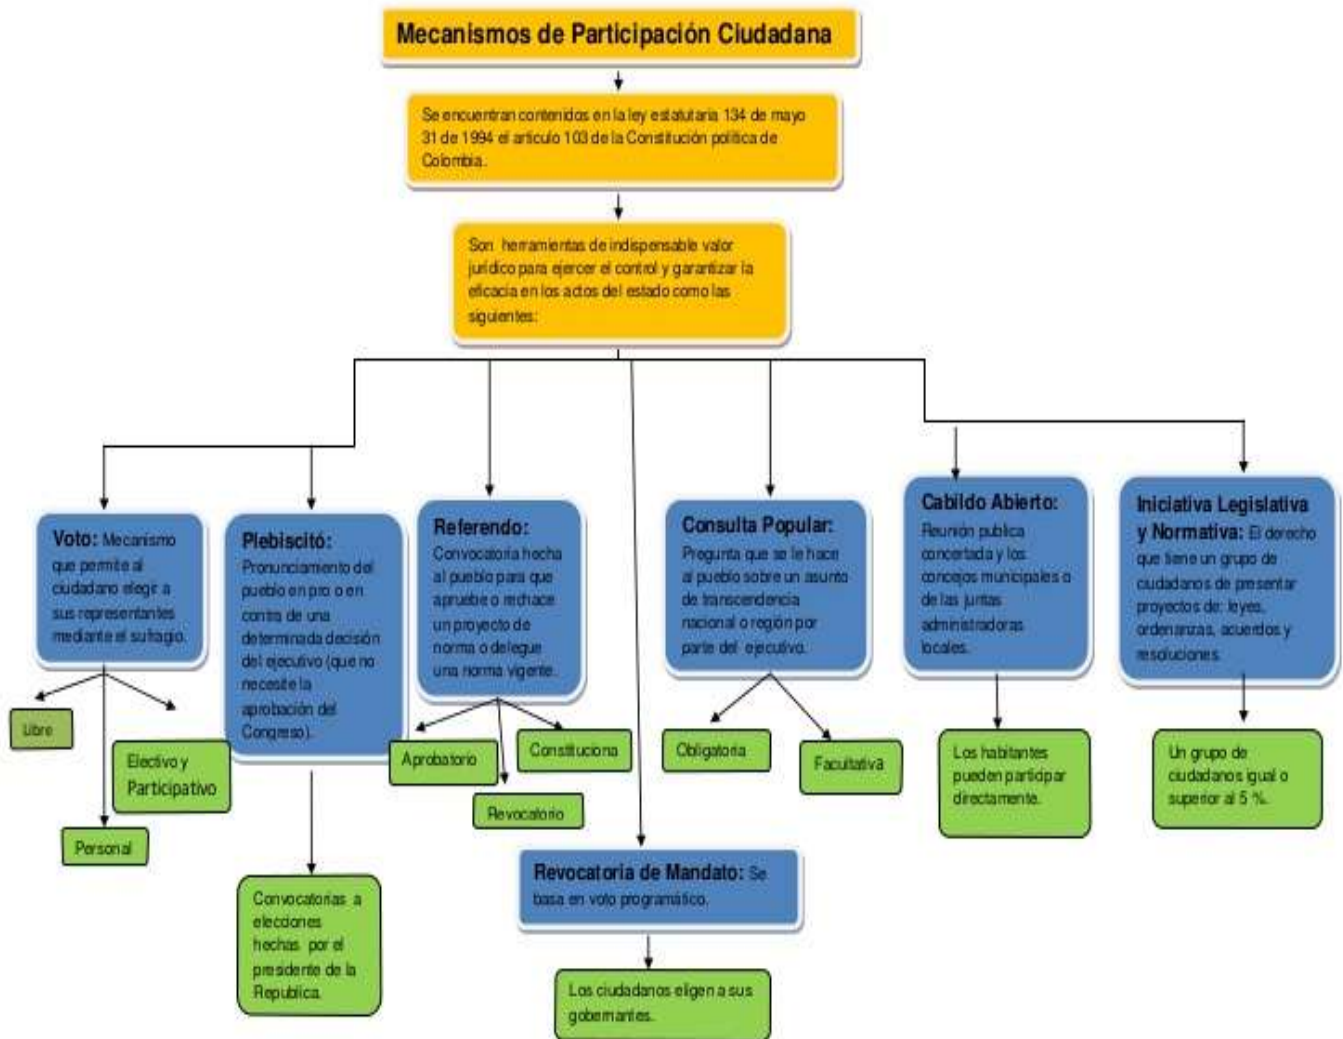 Mecanismos de Participación Ciudadana
Se encuentran contenidos en la ley estatutaria 134 de mayo
31 de 1994 el articulo 103 de la Constitución política de
Colombia.
Son herramientas de indispensable valor
jurídico para ejercer el control y garantizar la
eficacia en los actos del estado como las
siguientes:
Voto: Mecanismo
que permite al
ciudadano elegir a
sus representantes
mediante el sufragio.
Libre
Electivo y
Participativo
Personal
Plebiscitó:
Pronunciamiento del
pueblo en pro o en
contra de una
determinada decisión
del ejecutivo (que no
necesite la
aprobación del
Congreso).
Convocatorias a
elecciones
hechas por el
presidente de la
Republica.
Referendo:
Convocatoria hecha
al pueblo para que
apruebe o rechace
un proyecto de
norma o delegue
una norma vigente.
Aprobatorio
Constituciona
Revocatorio
Revocatoria de Mandato: Se
basa en voto programático.
Los ciudadanos eligen a sus
gobernantes.
Consulta Popular:
Pregunta que se le hace
al pueblo sobre un asunto
de transcendencia
nacional o región por
parte del ejecutivo.
Obligatoria
Facultativa
Cabildo Abierto:
Reunión publica
concertada y los
concejos municipales o
de las juntas
administradoras
locales.
Los habitantes
pueden participar
directamente.
Iniciativa Legislativa
y Normativa: El derecho
que tiene un grupo de
ciudadanos de presentar
proyectos de: leyes,
ordenanzas, acuerdos y
resoluciones.
Un grupo de
ciudadanos igual o
superior al 5 %.